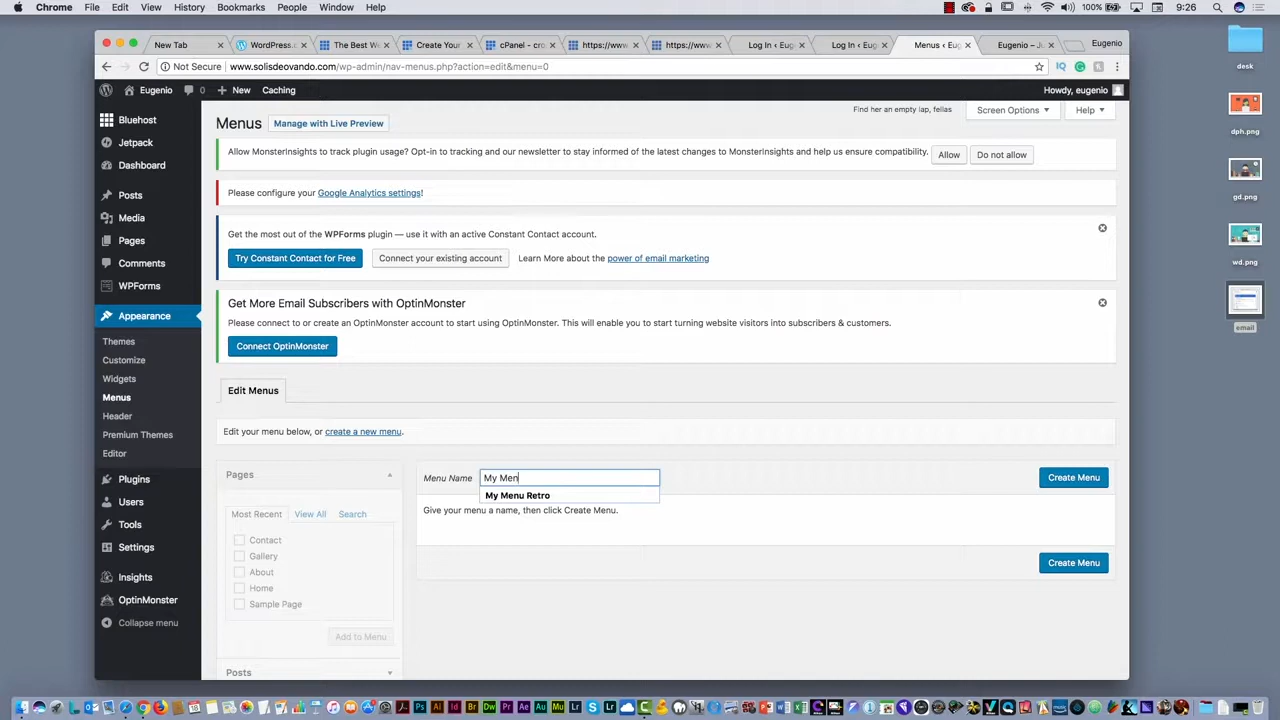 Chrome File Edit View History Bookmarks People Window Help 100% 9:26
New Tab
WordPress.c
The Best We
Create Your
cPanel - cro
https://www.
https://www
Log In ‹ Eug
Log In ‹ Eug
Menus ‹ Eug
Eugenio – Ju
Eugenio
Not Secure www.solisdeovando.com/wp-admin/nav-menus.php?action=edit&menu=0
Eugenio 0 New Caching Howdy, eugenio
Find her an empty lap, fellas
Screen Options
Help
Bluehost
Jetpack
Dashboard
Posts
Media
Pages
Comments
WPForms
Appearance
Themes
Customize
Widgets
Menus
Header
Premium Themes
Editor
Plugins
Users
Tools
Settings
Insights
OptinMonster
Collapse menu
Menus Manage with Live Preview
Allow MonsterInsights to track plugin usage? Opt-in to tracking and our newsletter to stay informed of the latest changes to MonsterInsights and help us ensure compatibility. Allow Do not allow
Please configure your Google Analytics settings!
Get the most out of the WPForms plugin — use it with an active Constant Contact account.
Try Constant Contact for Free Connect your existing account Learn More about the power of email marketing
Get More Email Subscribers with OptinMonster
Please connect to or create an OptinMonster account to start using OptinMonster. This will enable you to start turning website visitors into subscribers & customers.
Connect OptinMonster
Edit Menus
Edit your menu below, or create a new menu.
Pages
Most Recent View All Search
Contact
Gallery
About
Home
Sample Page
Add to Menu
Posts
Menu Name My Men Create Menu
My Menu Retro
Give your menu a name, then click Create Menu.
Create Menu
desk
dph.png
gd.png
wd.png
email